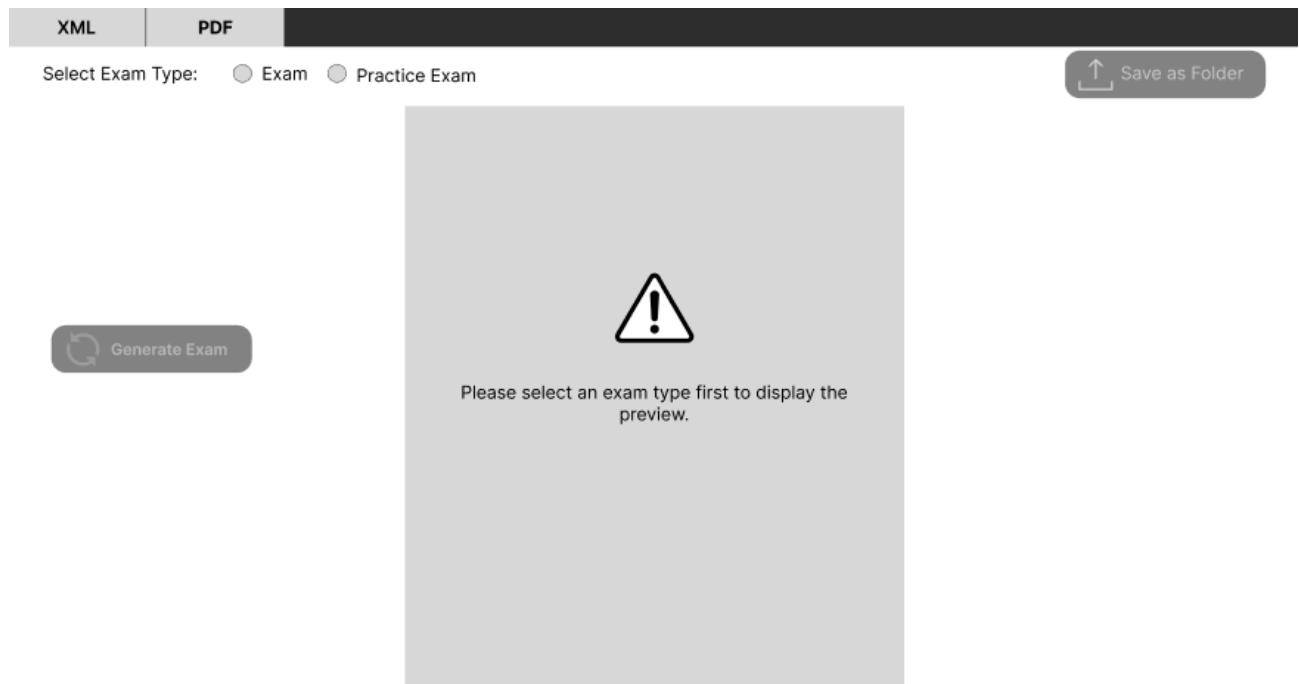 XML PDF
Select Exam Type: Exam Practice Exam Save as Folder
Generate Exam
Please select an exam type first to display the
preview.